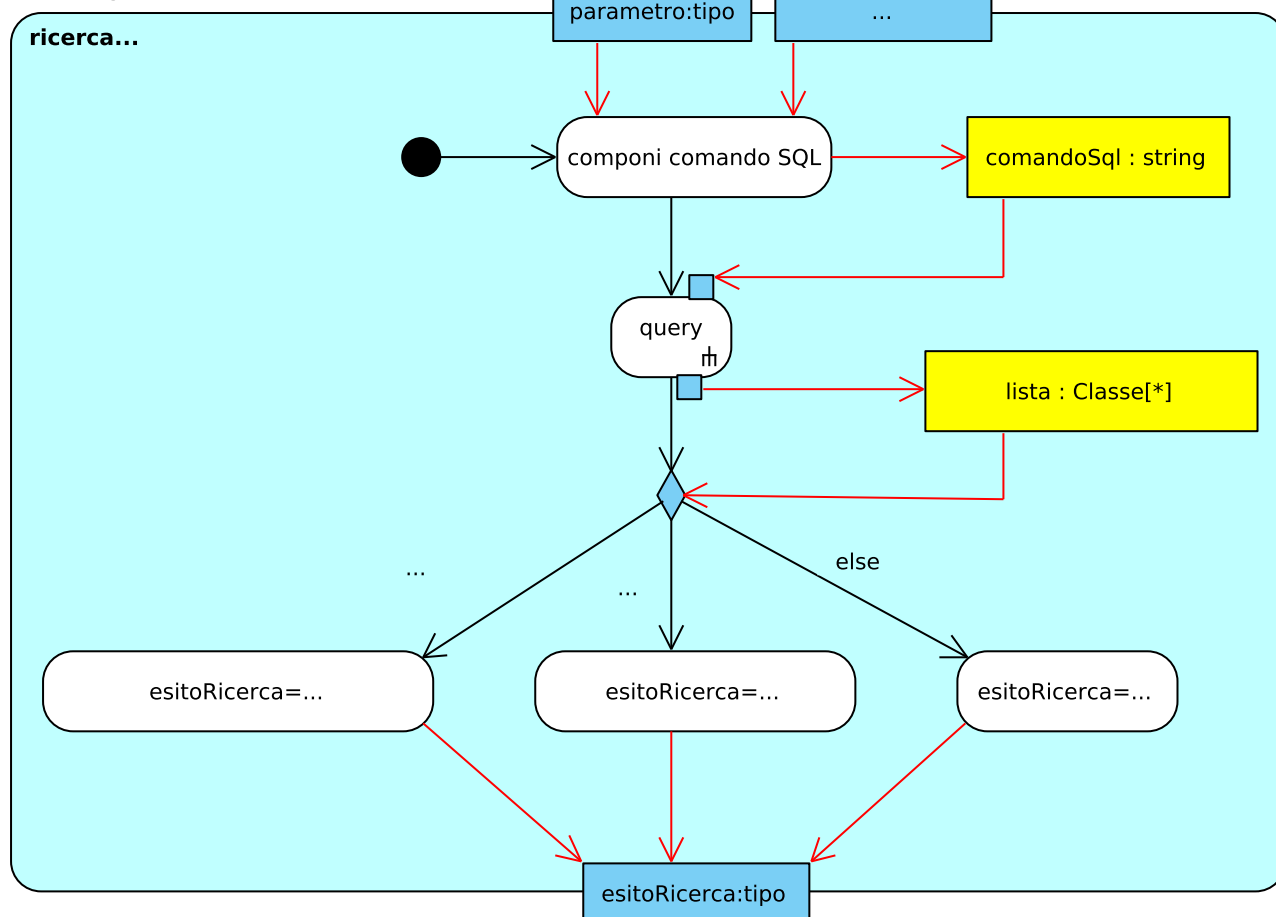 parametro:tipo
...
ricerca...
componi comando SQL
comandoSql : string
query
lista : Classe[*]
else
...
...
esitoRicerca=...
esitoRicerca=...
esitoRicerca=...
esitoRicerca:tipo